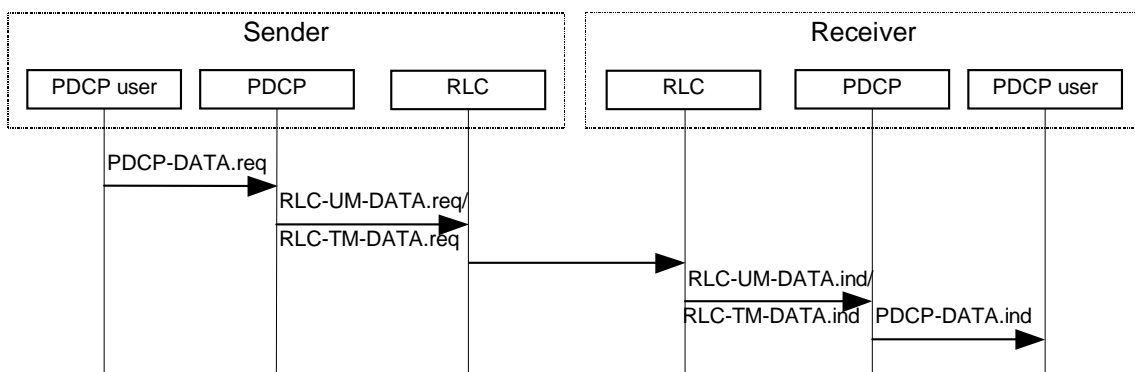 Sender
Receiver
PDCP user
PDCP
RLC
RLC
PDCP
PDCP user
PDCP-DATA.req
RLC-UM-DATA.req/
RLC-TM-DATA.req
RLC-UM-DATA.ind/
RLC-TM-DATA.ind
PDCP-DATA.ind